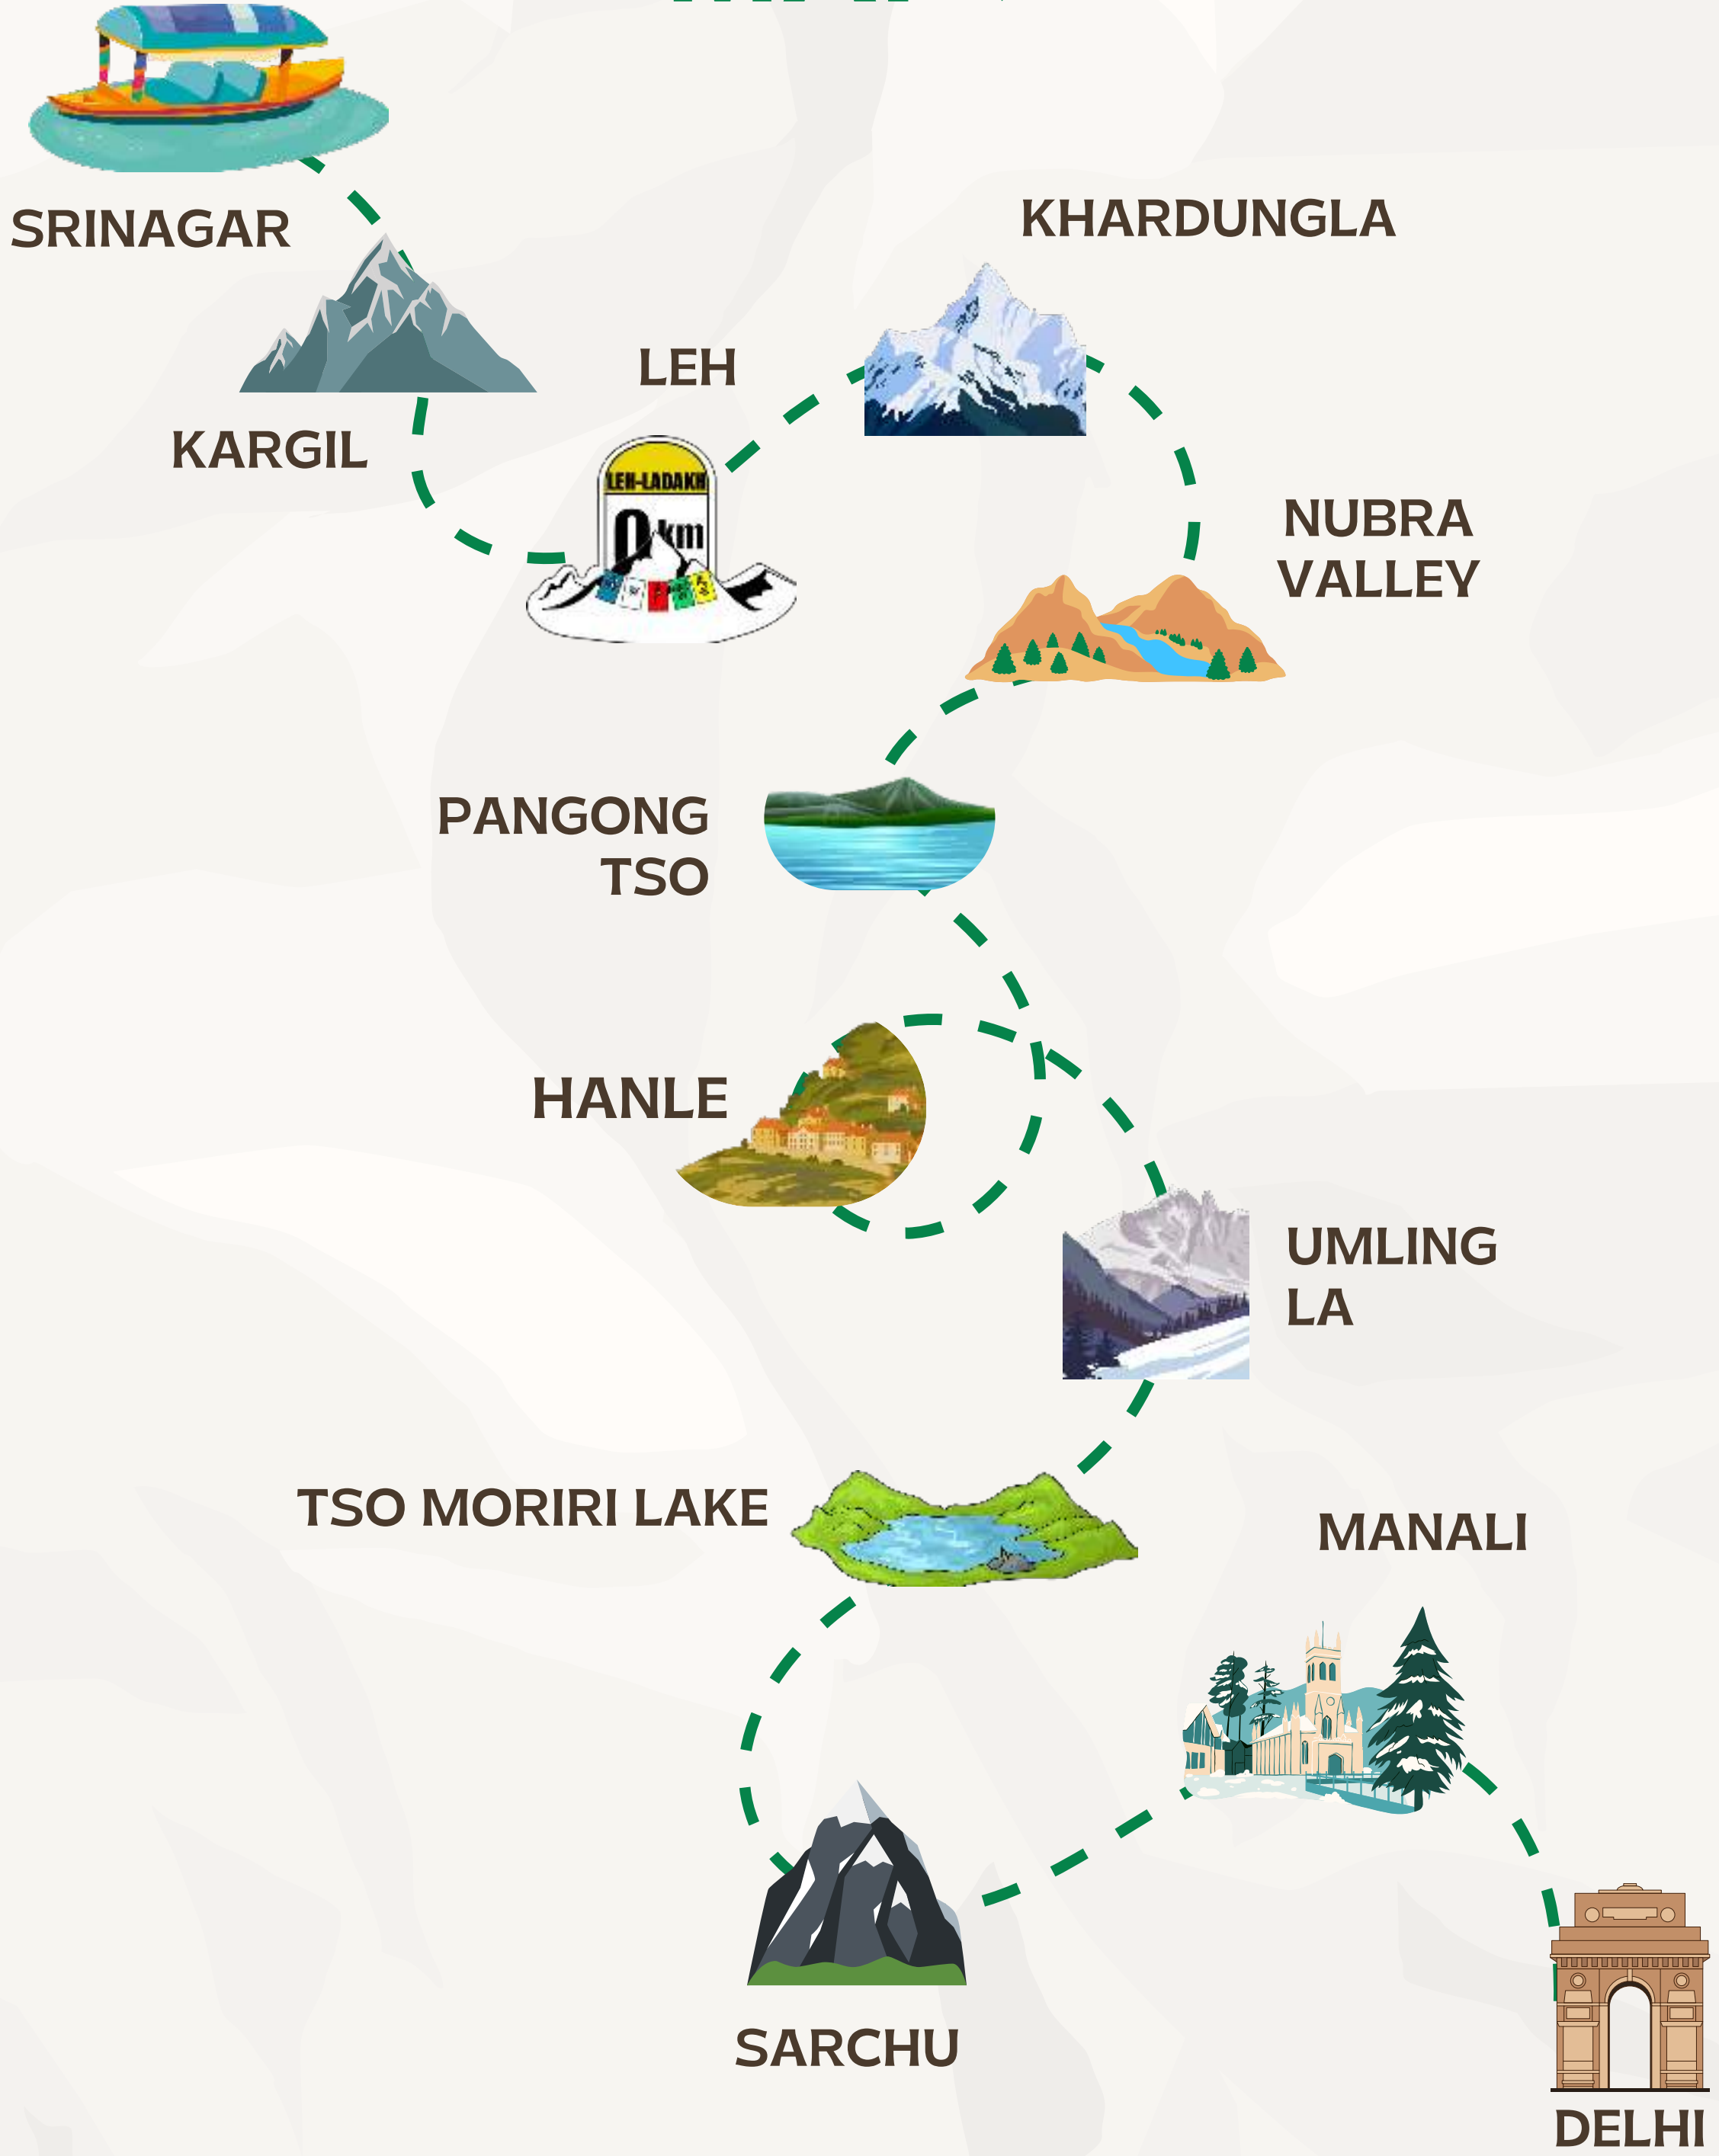 SRINAGAR
KHARDUNGLA
LEH
KARGIL
LEH-LADAKH
0 km
NUBRA
VALLEY
PANGONG
TSO
HANLE
UMLING
LA
TSO MORIRI LAKE
MANALI
SARCHU
DELHI